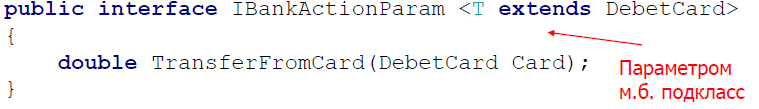 public interface IBankActionParam <T extends DebetCard>
{
double TransferFromCard(DebetCard Card);
}
Параметром
м.б. подкласс